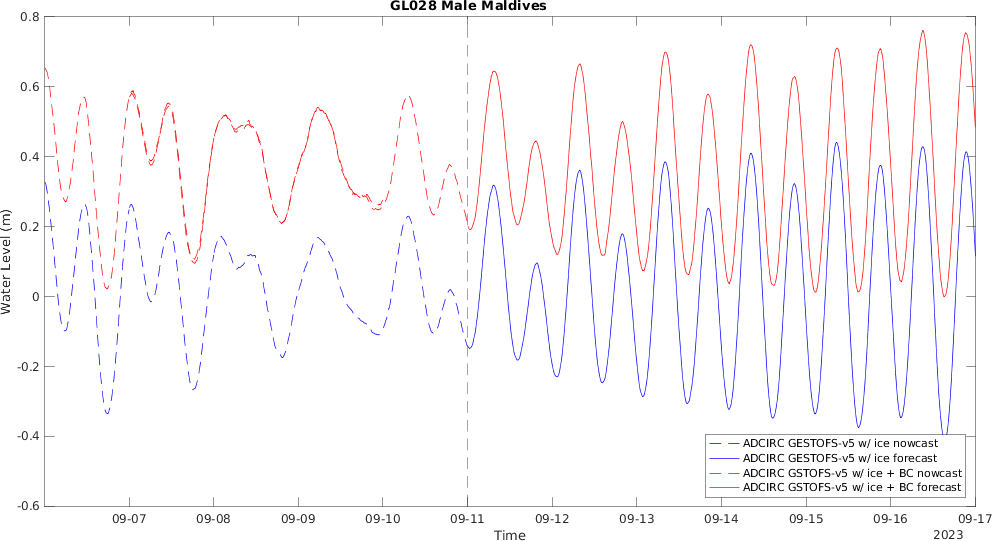 GL028 Male Maldives
0.8
0.6
0.4
0.2
0
-0.2
-0.4
-0.6
Water Level (m)
ADCIRC GESTOFS-v5 w/ ice nowcast
ADCIRC GESTOFS-v5 w/ ice forecast
ADCIRC GSTOFS-v5 w/ ice + BC nowcast
ADCIRC GSTOFS-v5 w/ ice + BC forecast
09-07 09-08 09-09 09-10 09-11 09-12 09-13 09-14 09-15 09-16 09-17
Time
2023